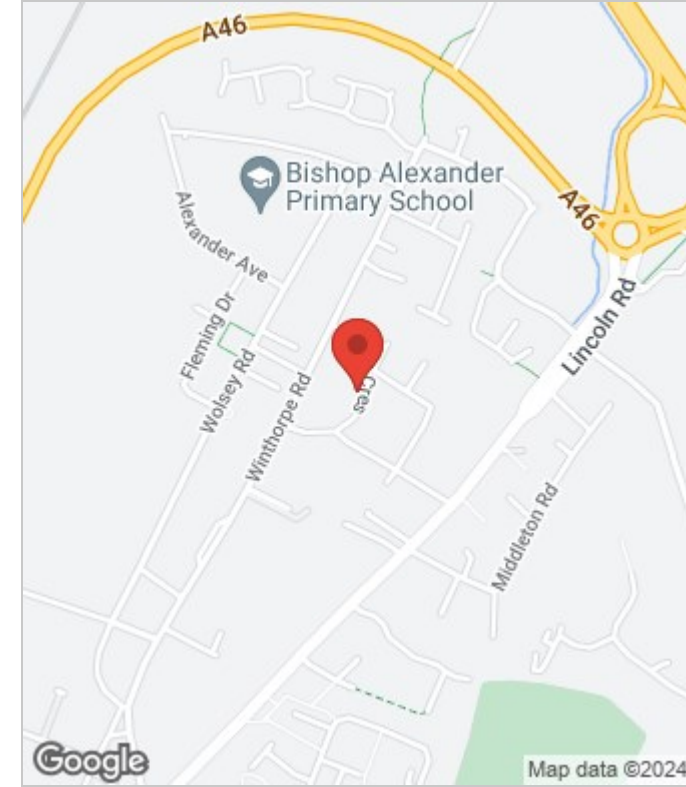 A46
Bishop Alexander
Primary School
A46
Alexander Ave
Fleming Dr
Lincoln Rd
Wolsey Rd
Winthorpe Rd
Cres
Middleton Rd
Google
Map data ©2024